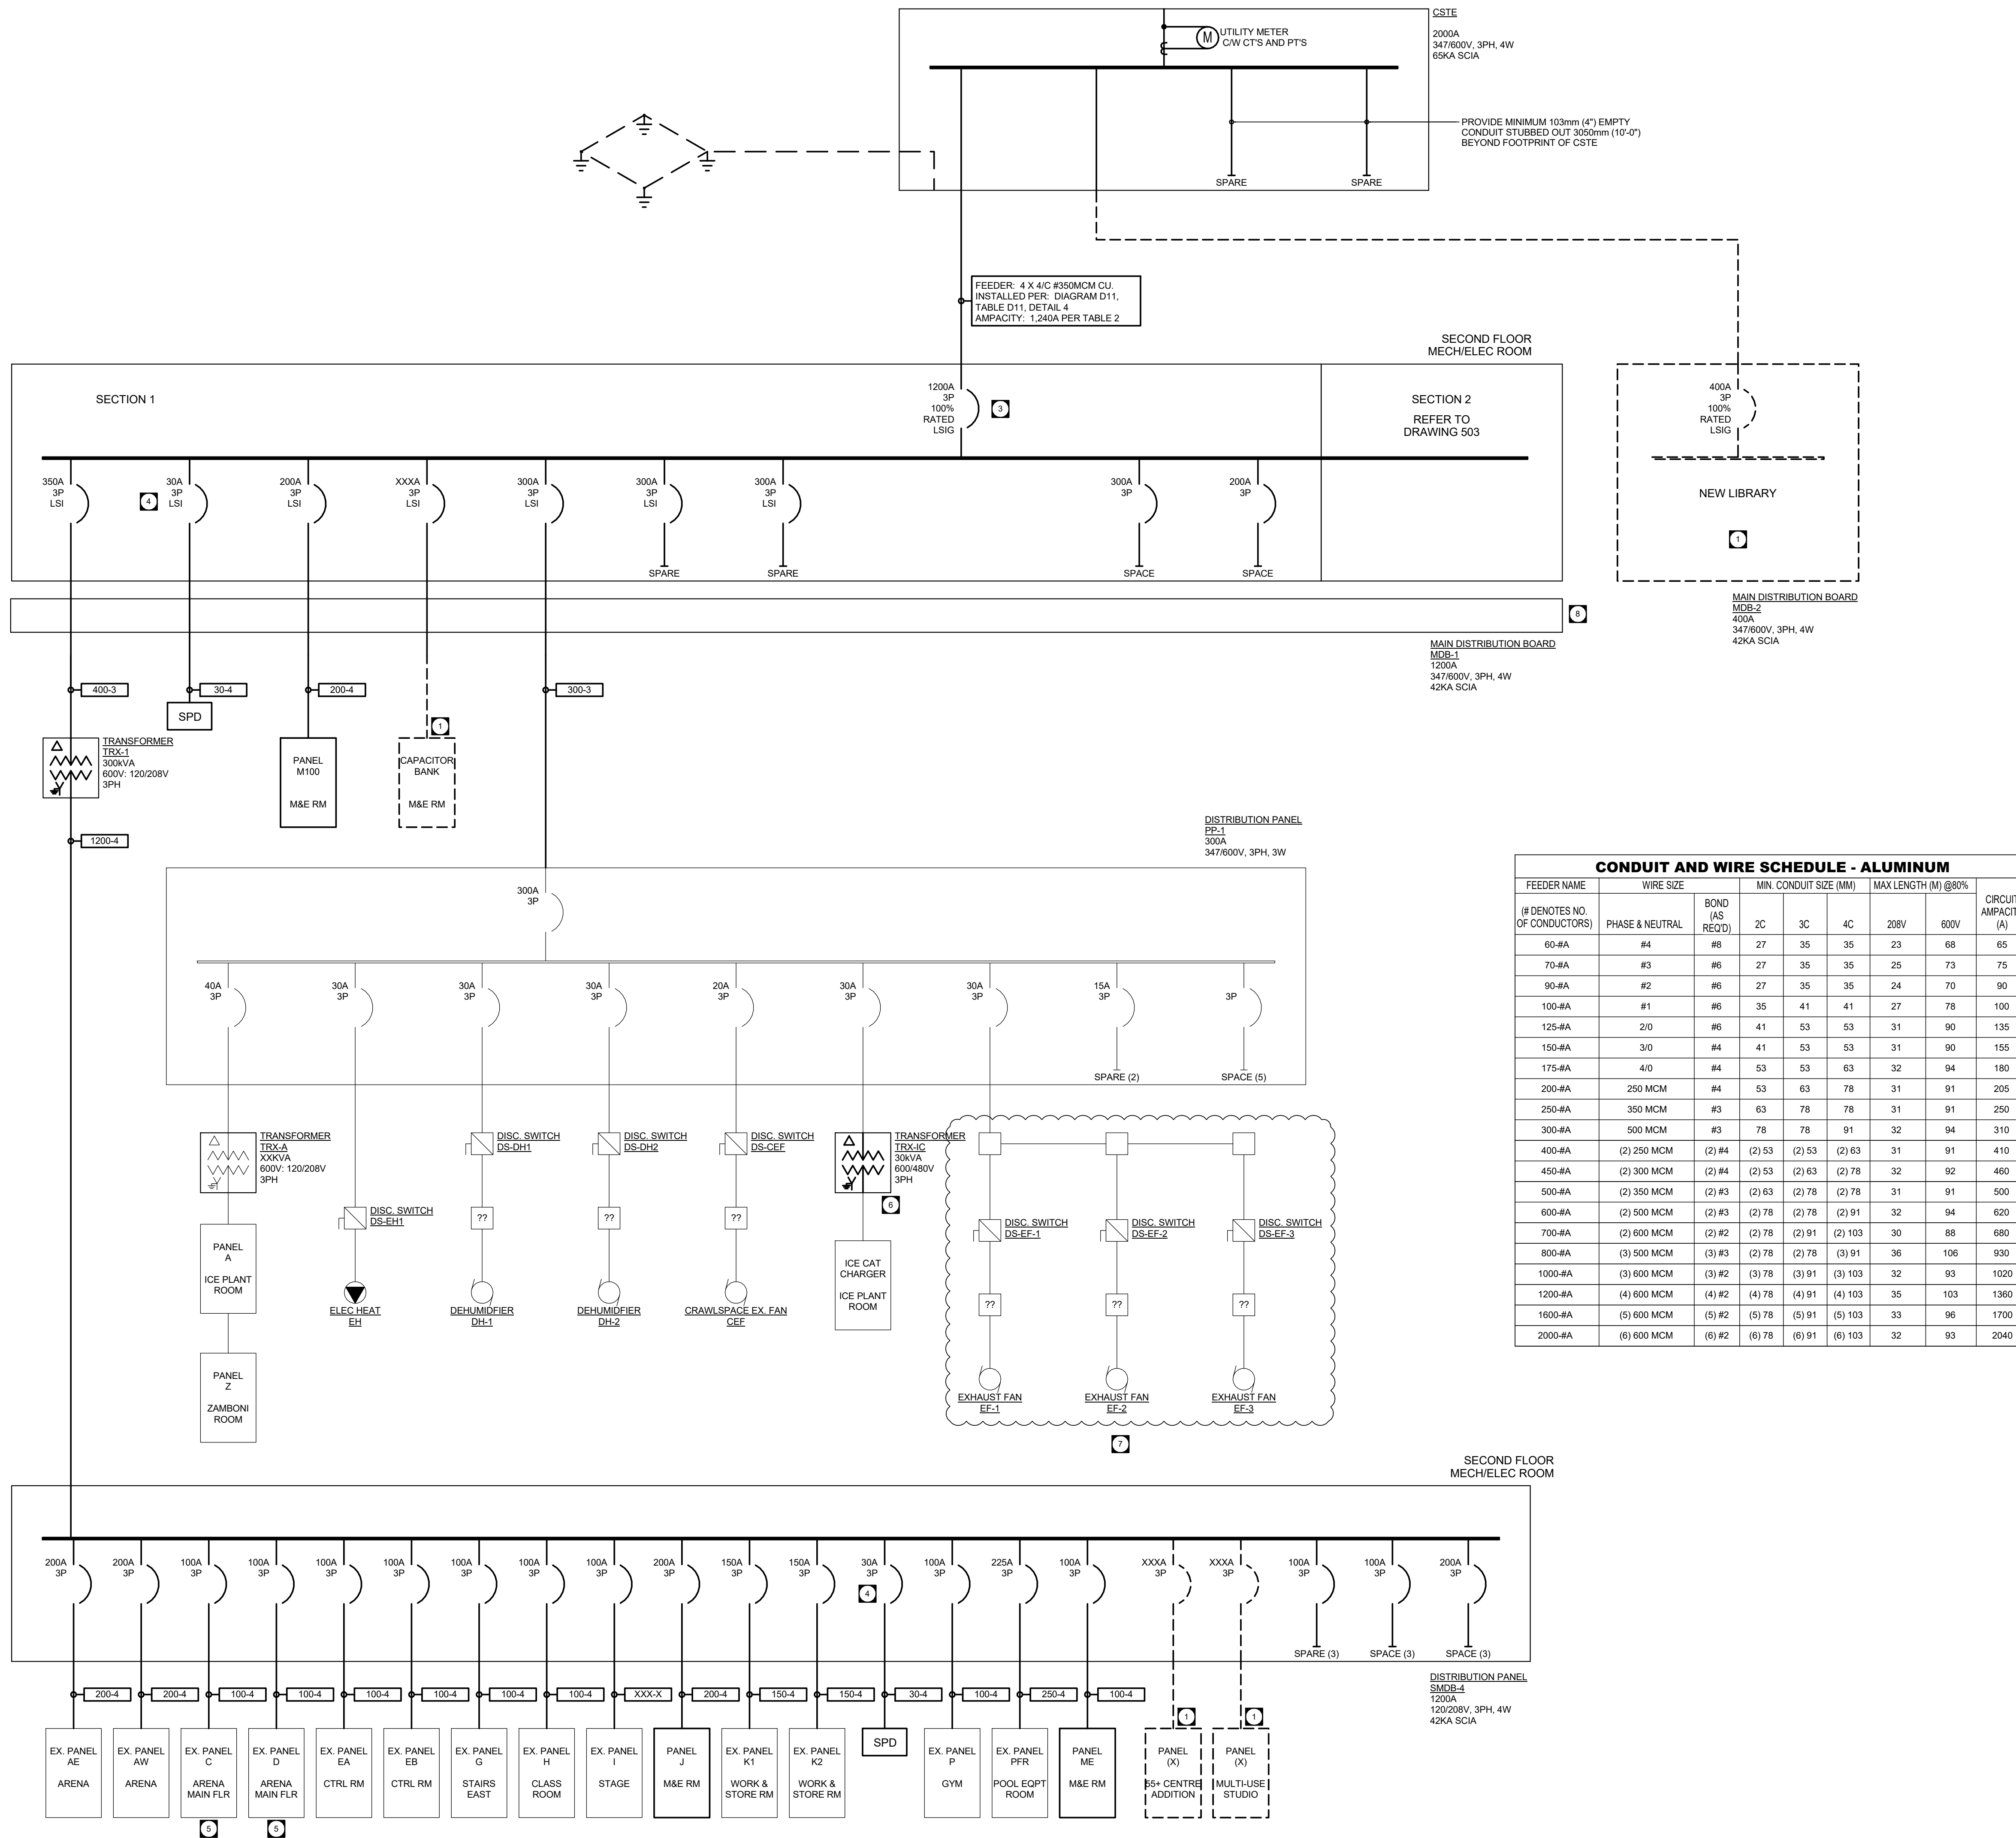 CSTE
2000A
347/600V, 3PH, 4W
65KA SCIA
M
UTILITY METER
C/W CT'S AND PT'S
PROVIDE MINIMUM 103mm (4") EMPTY
CONDUIT STUBBED OUT 3050mm (10'-0")
BEYOND FOOTPRINT OF CSTE
SPARE
SPARE
FEEDER: 4 X 4/C #350MCM CU.
INSTALLED PER: DIAGRAM D11,
TABLE D11, DETAIL 4
AMPACITY: 1,240A PER TABLE 2
SECOND FLOOR
MECH/ELEC ROOM
SECTION 1
1200A
3P
100%
RATED
LSIG
3
SECTION 2
REFER TO
DRAWING 503
400A
3P
100%
RATED
LSIG
NEW LIBRARY
1
MAIN DISTRIBUTION BOARD
MDB-2
400A
347/600V, 3PH, 4W
42KA SCIA
350A
3P
LSI
4
30A
3P
LSI
200A
3P
LSI
XXXA
3P
LSI
300A
3P
LSI
300A
3P
LSI
300A
3P
LSI
300A
3P
200A
3P
SPARE
SPARE
SPACE
SPACE
8
MAIN DISTRIBUTION BOARD
MDB-1
1200A
347/600V, 3PH, 4W
42KA SCIA
400-3
30-4
200-4
300-3
SPD
1
TRANSFORMER
TRX-1
300kVA
600V: 120/208V
3PH
PANEL
M100
M&E RM
CAPACITOR
BANK
M&E RM
1200-4
DISTRIBUTION PANEL
PP-1
300A
347/600V, 3PH, 3W
300A
3P
40A
3P
30A
3P
30A
3P
30A
3P
20A
3P
30A
3P
30A
3P
15A
3P
3P
SPARE (2)
SPACE (5)
TRANSFORMER
TRX-A
XXKVA
600V: 120/208V
3PH
DISC. SWITCH
DS-DH1
DISC. SWITCH
DS-DH2
DISC. SWITCH
DS-CEF
TRANSFORMER
TRX-IC
30kVA
600/480V
3PH
6
DISC. SWITCH
DS-EH1
??
??
??
DISC. SWITCH
DS-EF-1
DISC. SWITCH
DS-EF-2
DISC. SWITCH
DS-EF-3
PANEL
A
ICE PLANT
ROOM
ICE CAT
CHARGER
ICE PLANT
ROOM
??
??
??
ELEC HEAT
EH
DEHUMIDFIER
DH-1
DEHUMIDFIER
DH-2
CRAWLSPACE EX. FAN
CEF
PANEL
Z
ZAMBONI
ROOM
EXHAUST FAN
EF-1
EXHAUST FAN
EF-2
EXHAUST FAN
EF-3
7
CONDUIT AND WIRE SCHEDULE - ALUMINUM
FEEDER NAME WIRE SIZE MIN. CONDUIT SIZE (MM) MAX LENGTH (M) @80%
(# DENOTES NO.
OF CONDUCTORS)
PHASE & NEUTRAL
BOND
(AS
REQ'D)
2C 3C 4C 208V 600V
(A)
60-#A #4 #8 27 35 35 23 68 65
70-#A #3 #6 27 35 35 25 73 75
90-#A #2 #6 27 35 35 24 70 90
100-#A #1 #6 35 41 41 27 78 100
125-#A 2/0 #6 41 53 53 31 90 135
150-#A 3/0 #4 41 53 53 31 90 155
175-#A 4/0 #4 53 53 63 32 94 180
200-#A 250 MCM #4 53 63 78 31 91 205
250-#A 350 MCM #3 63 78 78 31 91 250
300-#A 500 MCM #3 78 78 91 32 94 310
400-#A (2) 250 MCM (2) #4 (2) 53 (2) 53 (2) 63 31 91 410
450-#A (2) 300 MCM (2) #4 (2) 53 (2) 63 (2) 78 32 92 460
500-#A (2) 350 MCM (2) #3 (2) 63 (2) 78 (2) 78 31 91 500
600-#A (2) 500 MCM (2) #3 (2) 78 (2) 78 (2) 91 32 94 620
700-#A (2) 600 MCM (2) #2 (2) 78 (2) 91 (2) 103 30 88 680
800-#A (3) 500 MCM (3) #3 (2) 78 (2) 78 (3) 91 36 106 930
1000-#A (3) 600 MCM (3) #2 (3) 78 (3) 91 (3) 103 32 93 1020
1200-#A (4) 600 MCM (4) #2 (4) 78 (4) 91 (4) 103 35 103 1360
1600-#A (5) 600 MCM (5) #2 (5) 78 (5) 91 (5) 103 33 96 1700
2000-#A (6) 600 MCM (6) #2 (6) 78 (6) 91 (6) 103 32 93 2040
SECOND FLOOR
MECH/ELEC ROOM
200A
3P
200A
3P
100A
3P
100A
3P
100A
3P
100A
3P
100A
3P
100A
3P
100A
3P
200A
3P
150A
3P
150A
3P
30A
3P
4
100A
3P
225A
3P
100A
3P
XXXA
3P
XXXA
3P
100A
3P
100A
3P
200A
3P
SPARE (3)
SPACE (3)
SPACE (3)
DISTRIBUTION PANEL
SMDB-4
1200A
120/208V, 3PH, 4W
42KA SCIA
200-4
200-4
100-4
100-4
100-4
100-4
100-4
100-4
XXX-X
200-4
150-4
150-4
30-4
100-4
250-4
100-4
1
1
EX. PANEL
AE
ARENA
EX. PANEL
AW
ARENA
EX. PANEL
C
ARENA
MAIN FLR
5
EX. PANEL
D
ARENA
MAIN FLR
5
EX. PANEL
EA
CTRL RM
EX. PANEL
EB
CTRL RM
EX. PANEL
G
STAIRS
EAST
EX. PANEL
H
CLASS
ROOM
EX. PANEL
I
STAGE
PANEL
J
M&E RM
EX. PANEL
K1
WORK &
STORE RM
EX. PANEL
K2
WORK &
STORE RM
SPD
EX. PANEL
P
GYM
EX. PANEL
PFR
POOL EQPT
ROOM
PANEL
ME
M&E RM
PANEL
(X)
55+ CENTRE
ADDITION
PANEL
(X)
MULTI-USE
STUDIO